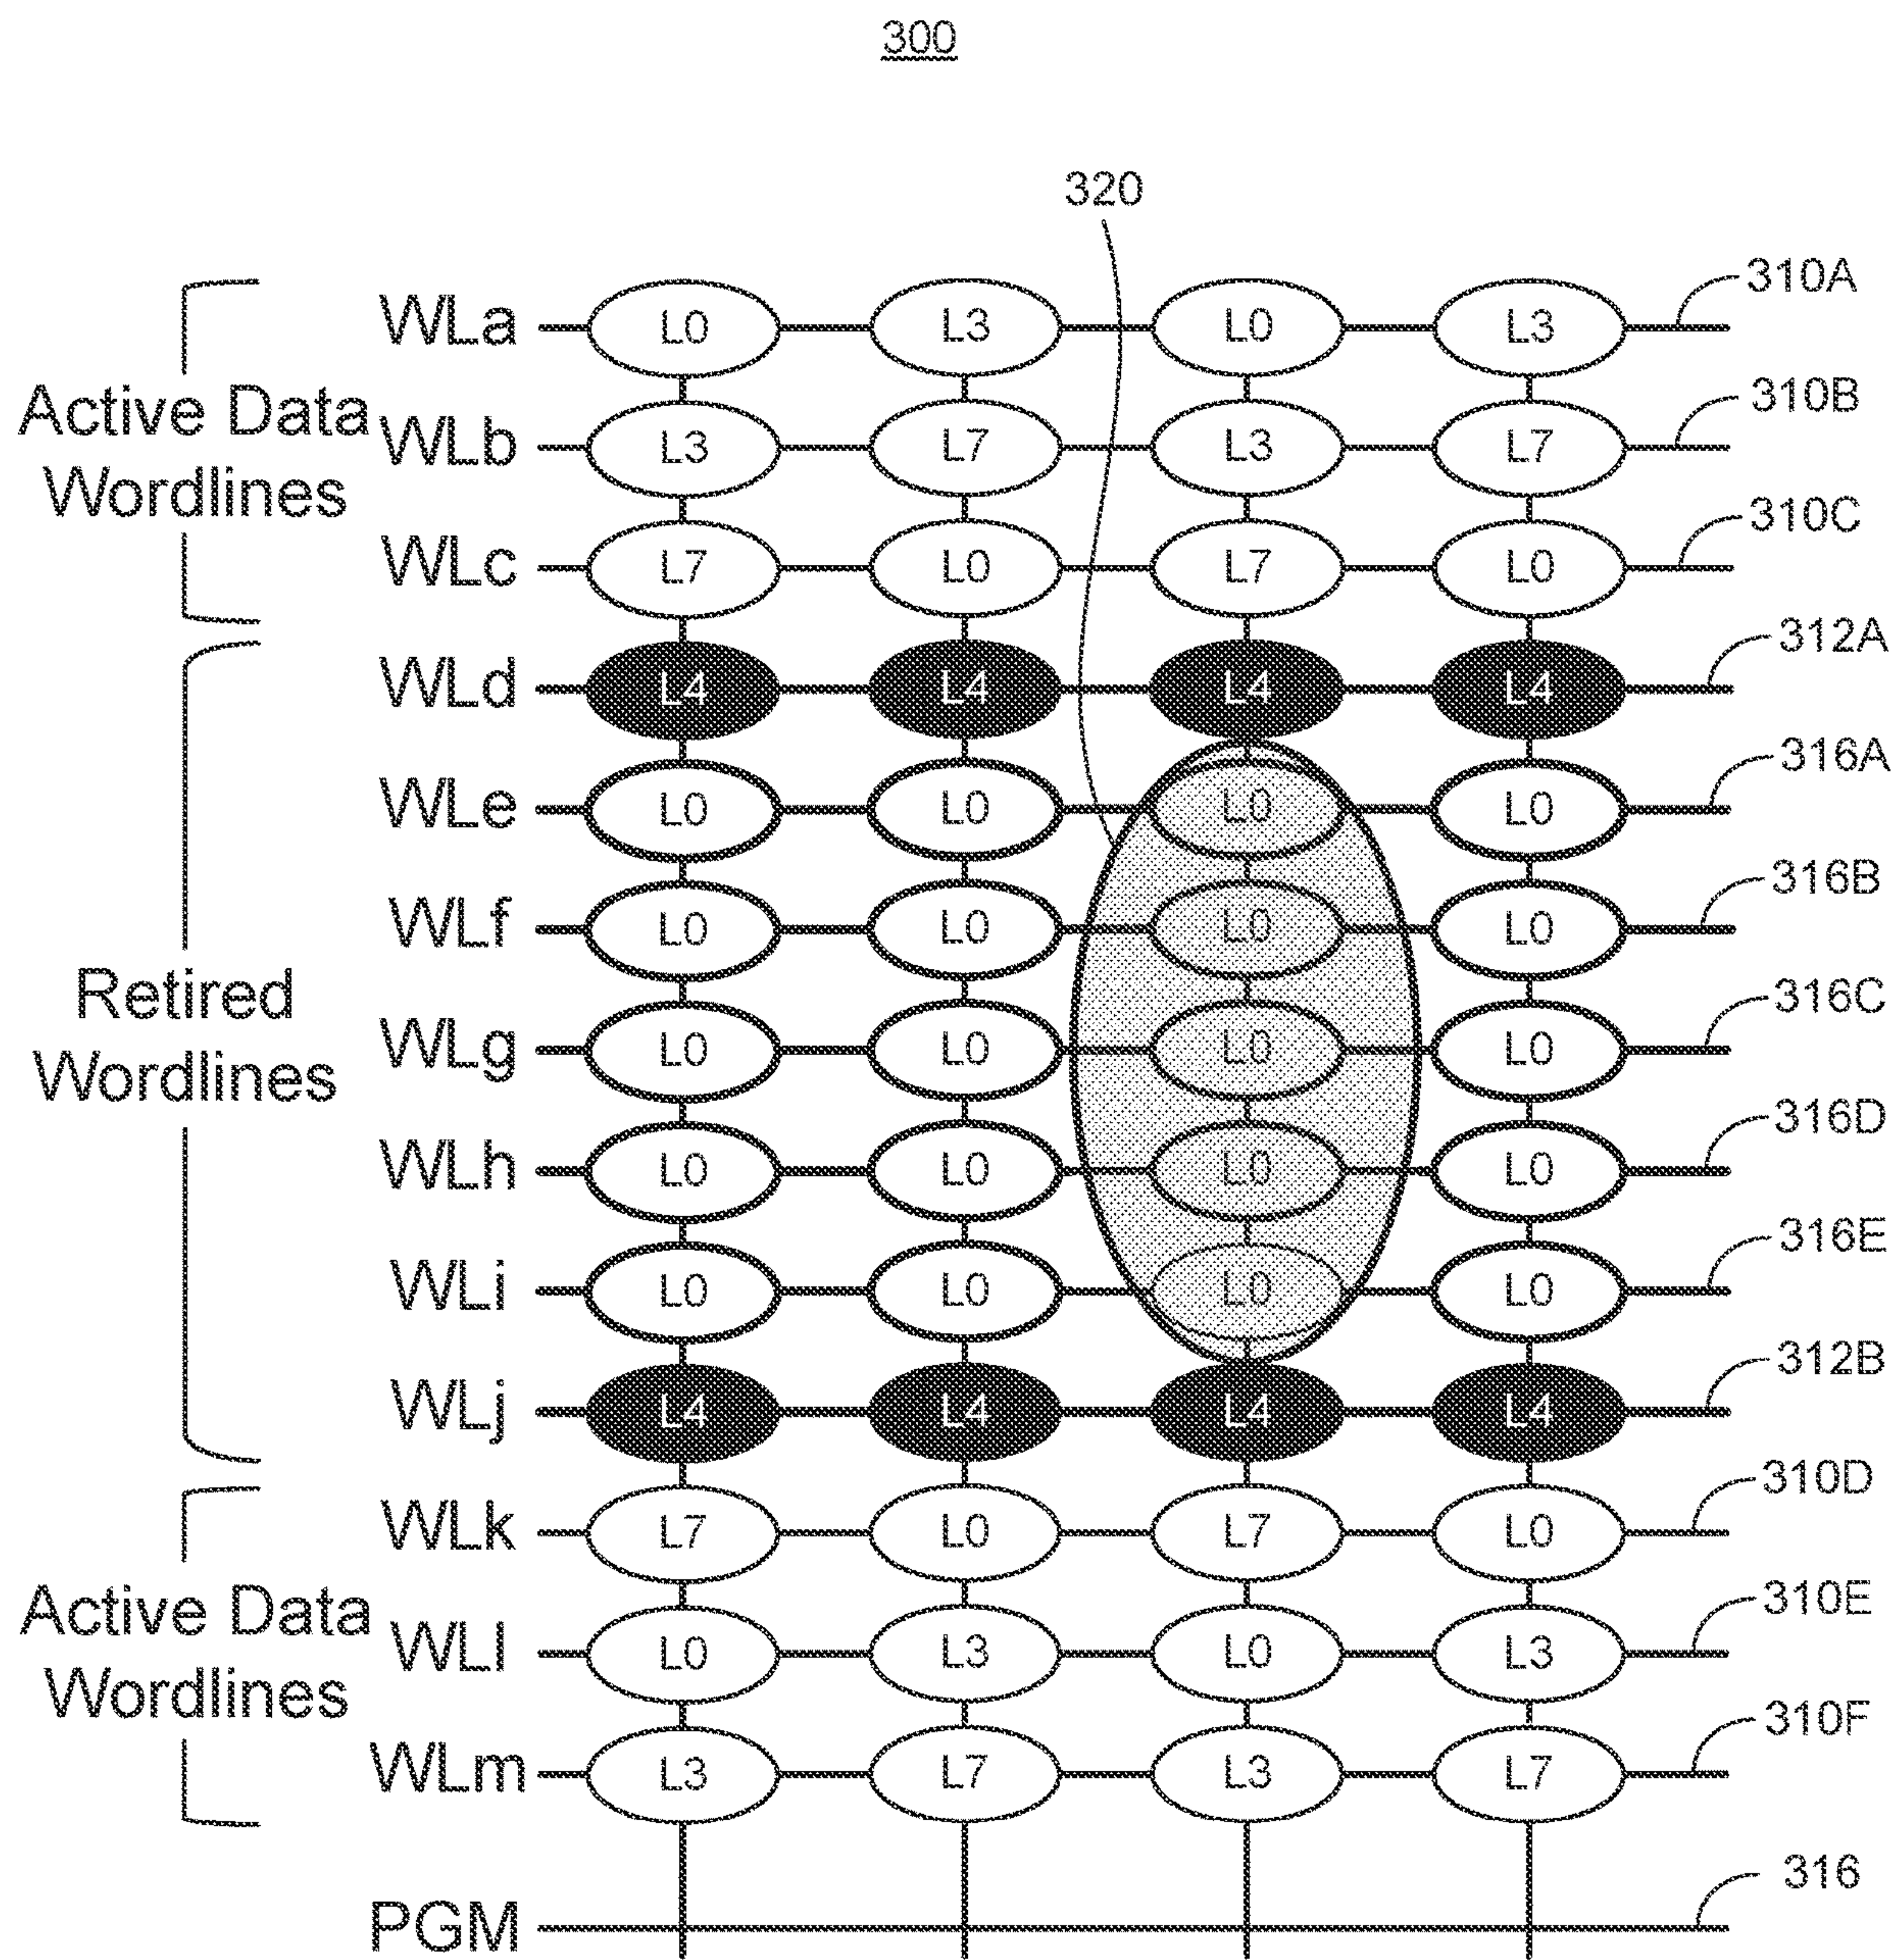 300
320
WLa L0 L3 L0 L3 310A
Active Data
Wordlines
WLb L3 L7 L3 L7 310B
WLc L7 L0 L7 L0 310C
WLd L4 L4 L4 L4 312A
WLe L0 L0 L0 L0 316A
WLf L0 L0 L0 L0 316B
Retired
Wordlines
WLg L0 L0 L0 L0 316C
WLh L0 L0 L0 L0 316D
WLi L0 L0 L0 L0 316E
WLj L4 L4 L4 L4 312B
WLk L7 L0 L7 L0 310D
Active Data
Wordlines
WLl L0 L3 L0 L3 310E
WLm L3 L7 L3 L7 310F
PGM 316